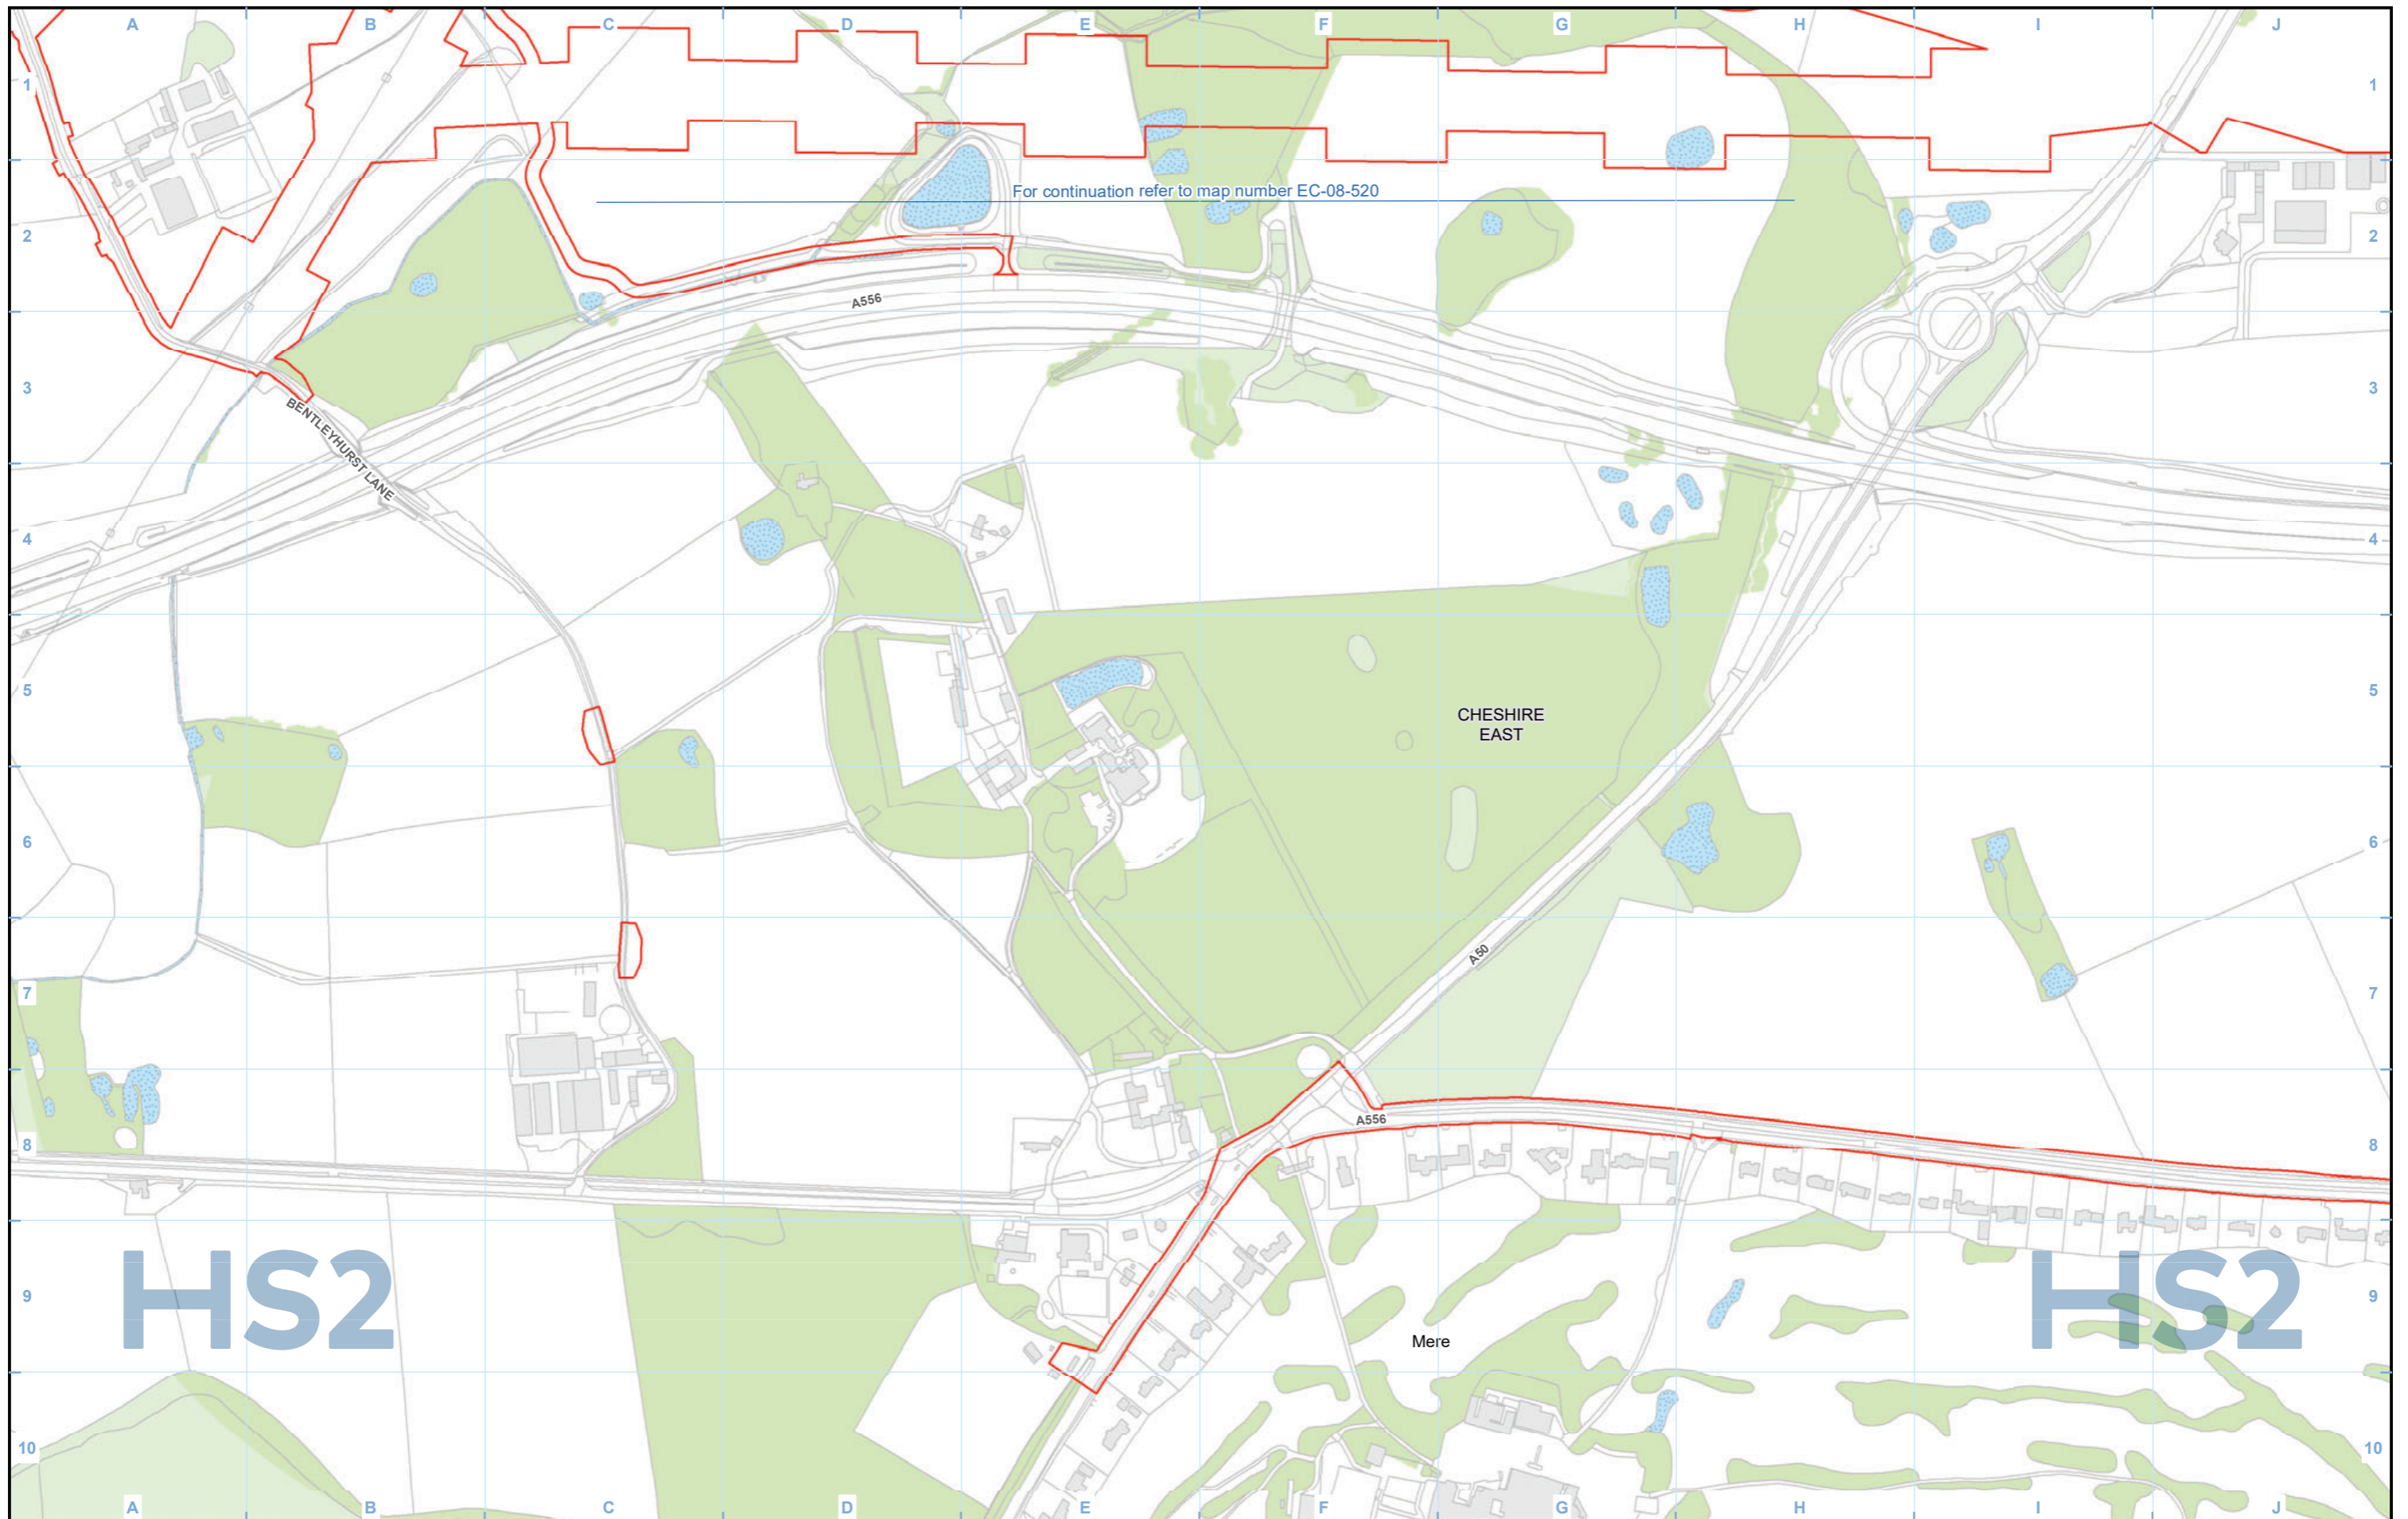 A B C D E F G H I J
1 1
For continuation refer to map number EC-08-520
2 2
A556
3 3
BENTLEYHURST LANE
4 4
5 5
CHESHIRE
EAST
6 6
A50
7 7
A556
8 8
HS2 HS2
9 9
Mere
10 10
A B C D E F G H I J